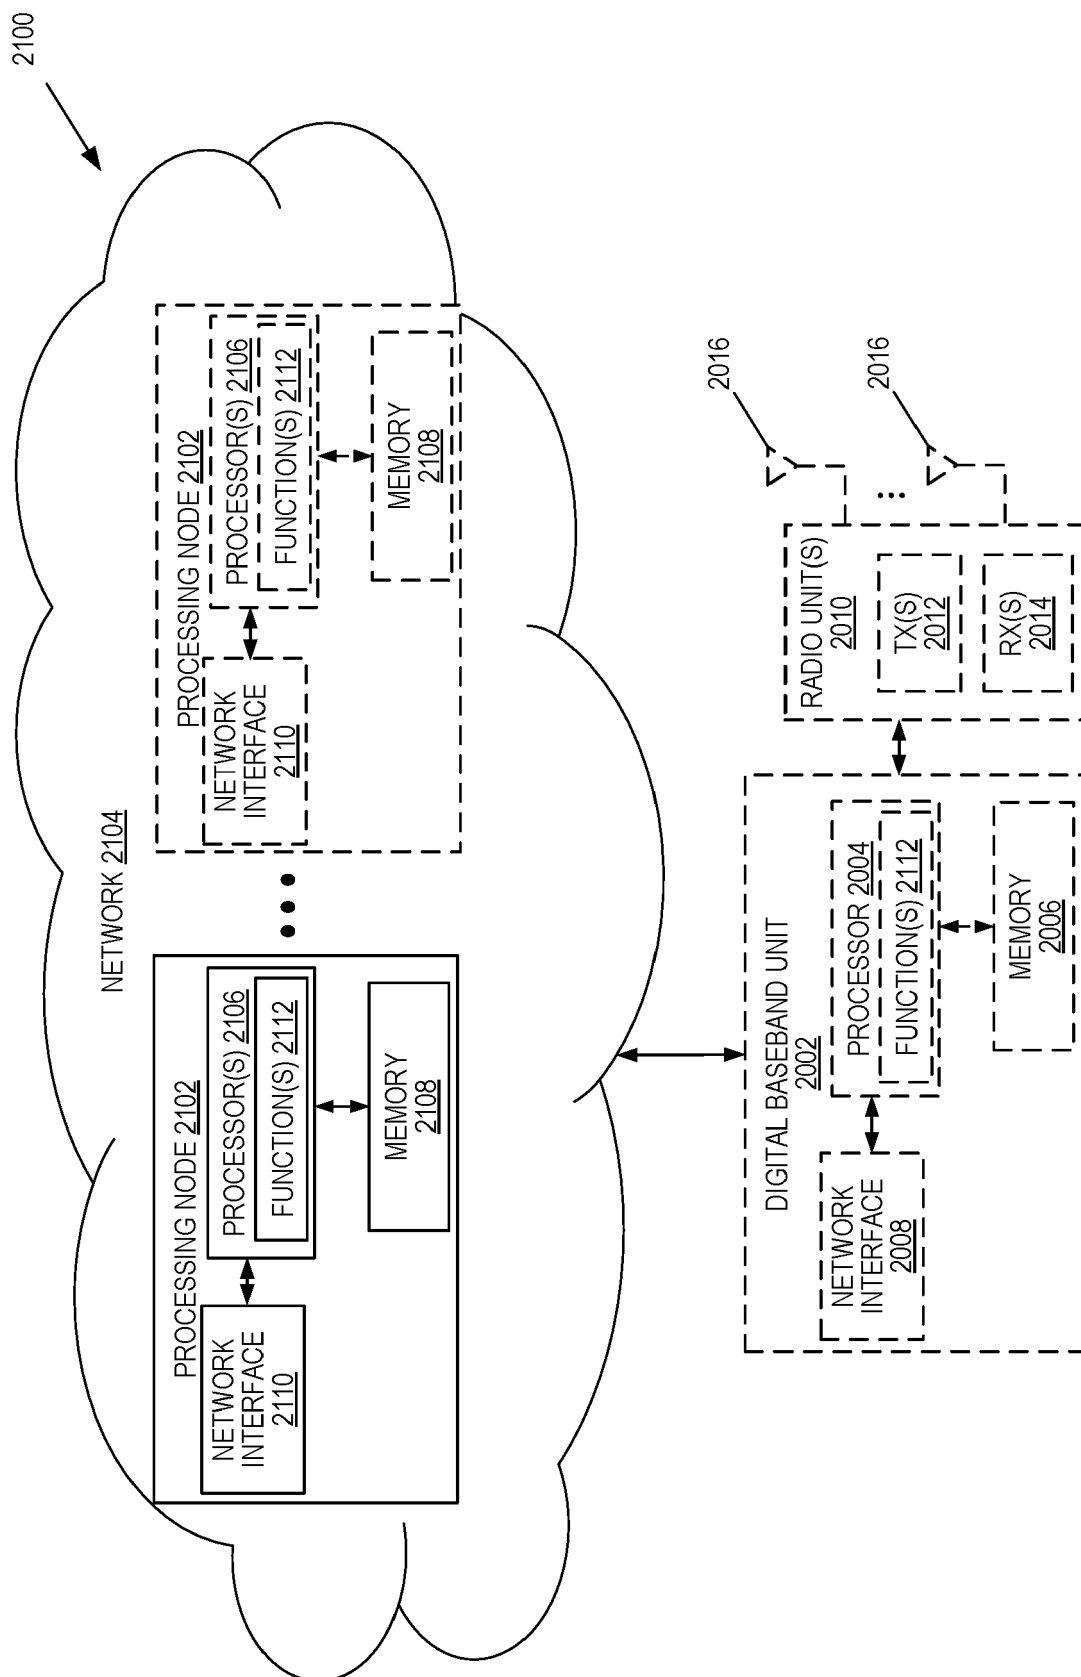 2100
NETWORK 2104
PROCESSING NODE 2102
NETWORK
INTERFACE
2110
PROCESSOR(S) 2106
FUNCTION(S) 2112
MEMORY
2108
PROCESSING NODE 2102
NETWORK
INTERFACE
2110
PROCESSOR(S) 2106
FUNCTION(S) 2112
MEMORY
2108
DIGITAL BASEBAND UNIT
2002
NETWORK
INTERFACE
2008
PROCESSOR 2004
FUNCTION(S) 2112
MEMORY
2006
RADIO UNIT(S)
2010
TX(S)
2012
RX(S)
2014
2016
2016